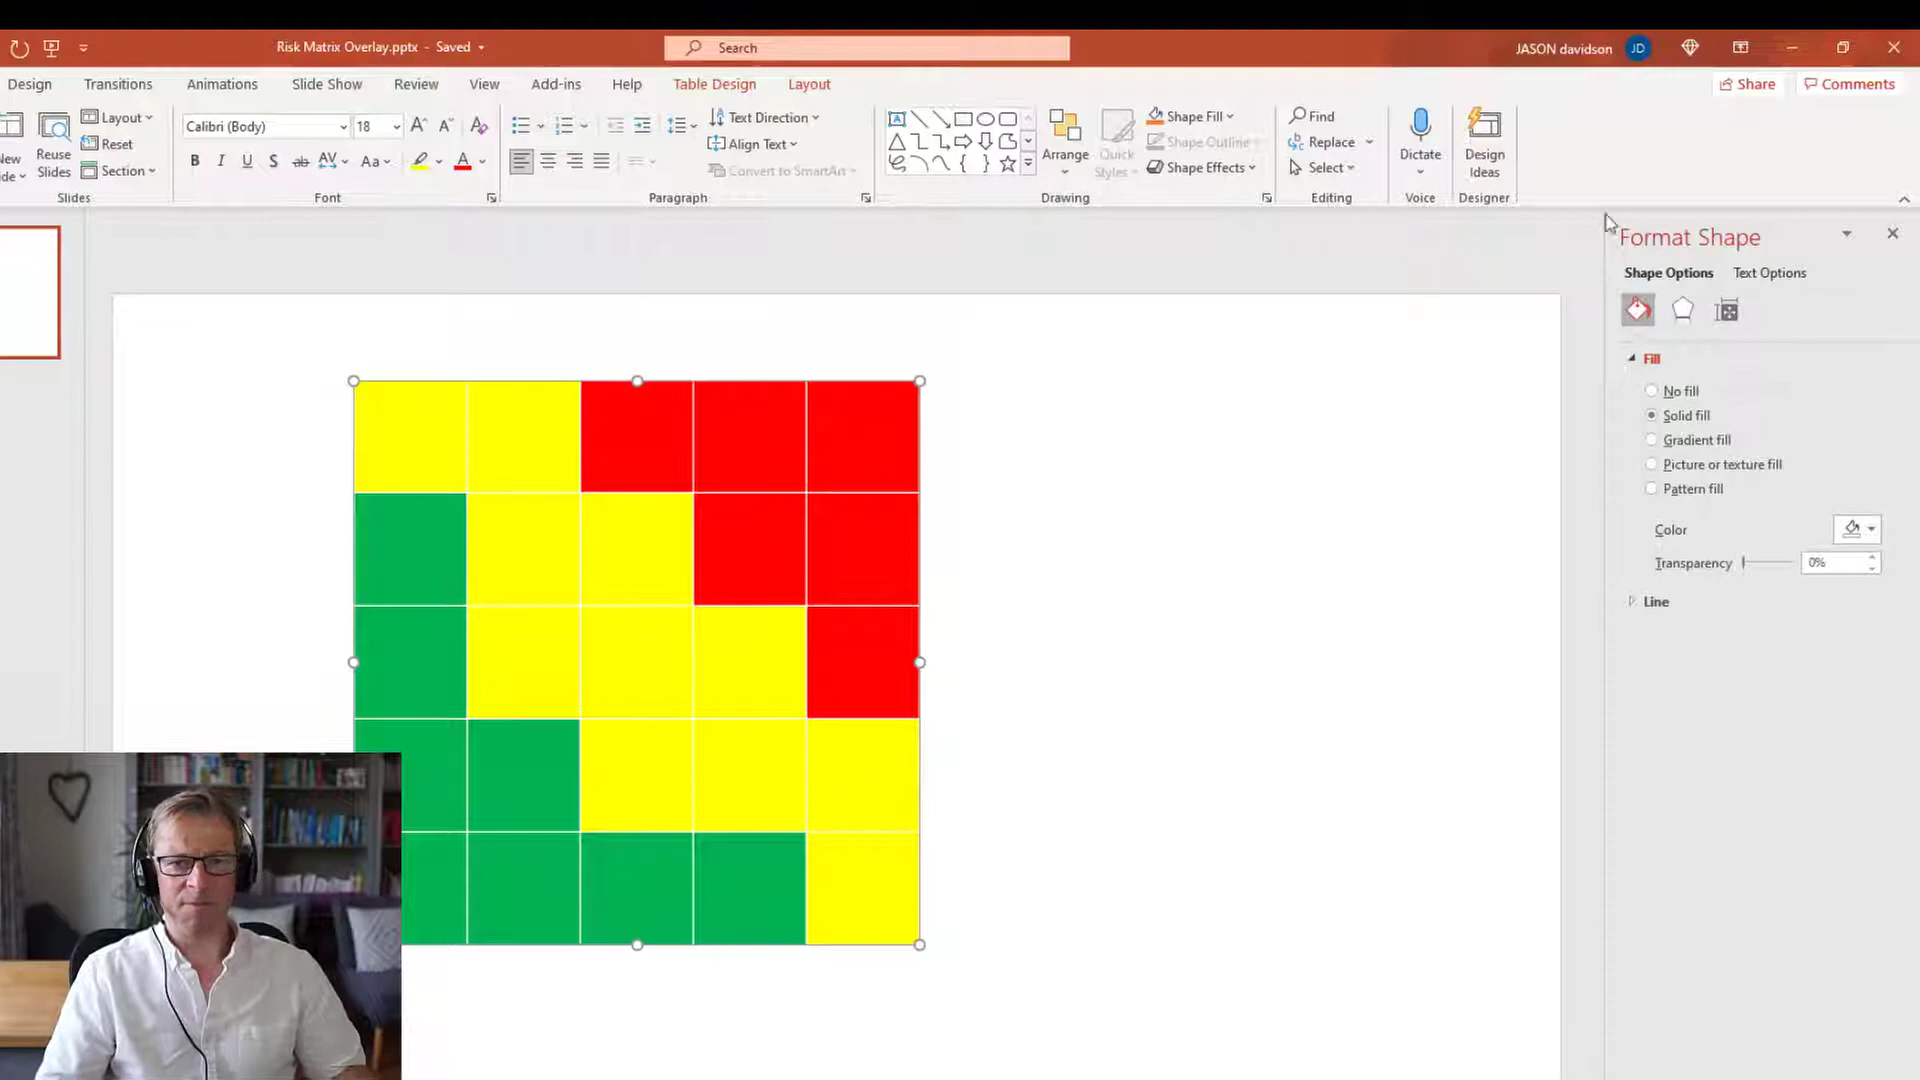 Risk Matrix Overlay.pptx - Saved
Search
JASON davidson
JD
Design
Transitions
Animations
Slide Show
Review
View
Add-ins
Help
Table Design
Layout
Share
Comments
New
Reuse
Slides
Layout
Reset
Section
Slides
Calibri (Body)
18
A
A
A
B
I
U
S
ab
AV
Aa
A
Font
Text Direction
Align Text
Convert to SmartArt
Paragraph
Arrange
Quick
Styles
Shape Fill
Shape Outline
Shape Effects
Drawing
Find
Replace
Select
Editing
Dictate
Voice
Design
Ideas
Designer
Format Shape
Shape Options
Text Options
Fill
No fill
Solid fill
Gradient fill
Picture or texture fill
Pattern fill
Color
Transparency
0%
Line